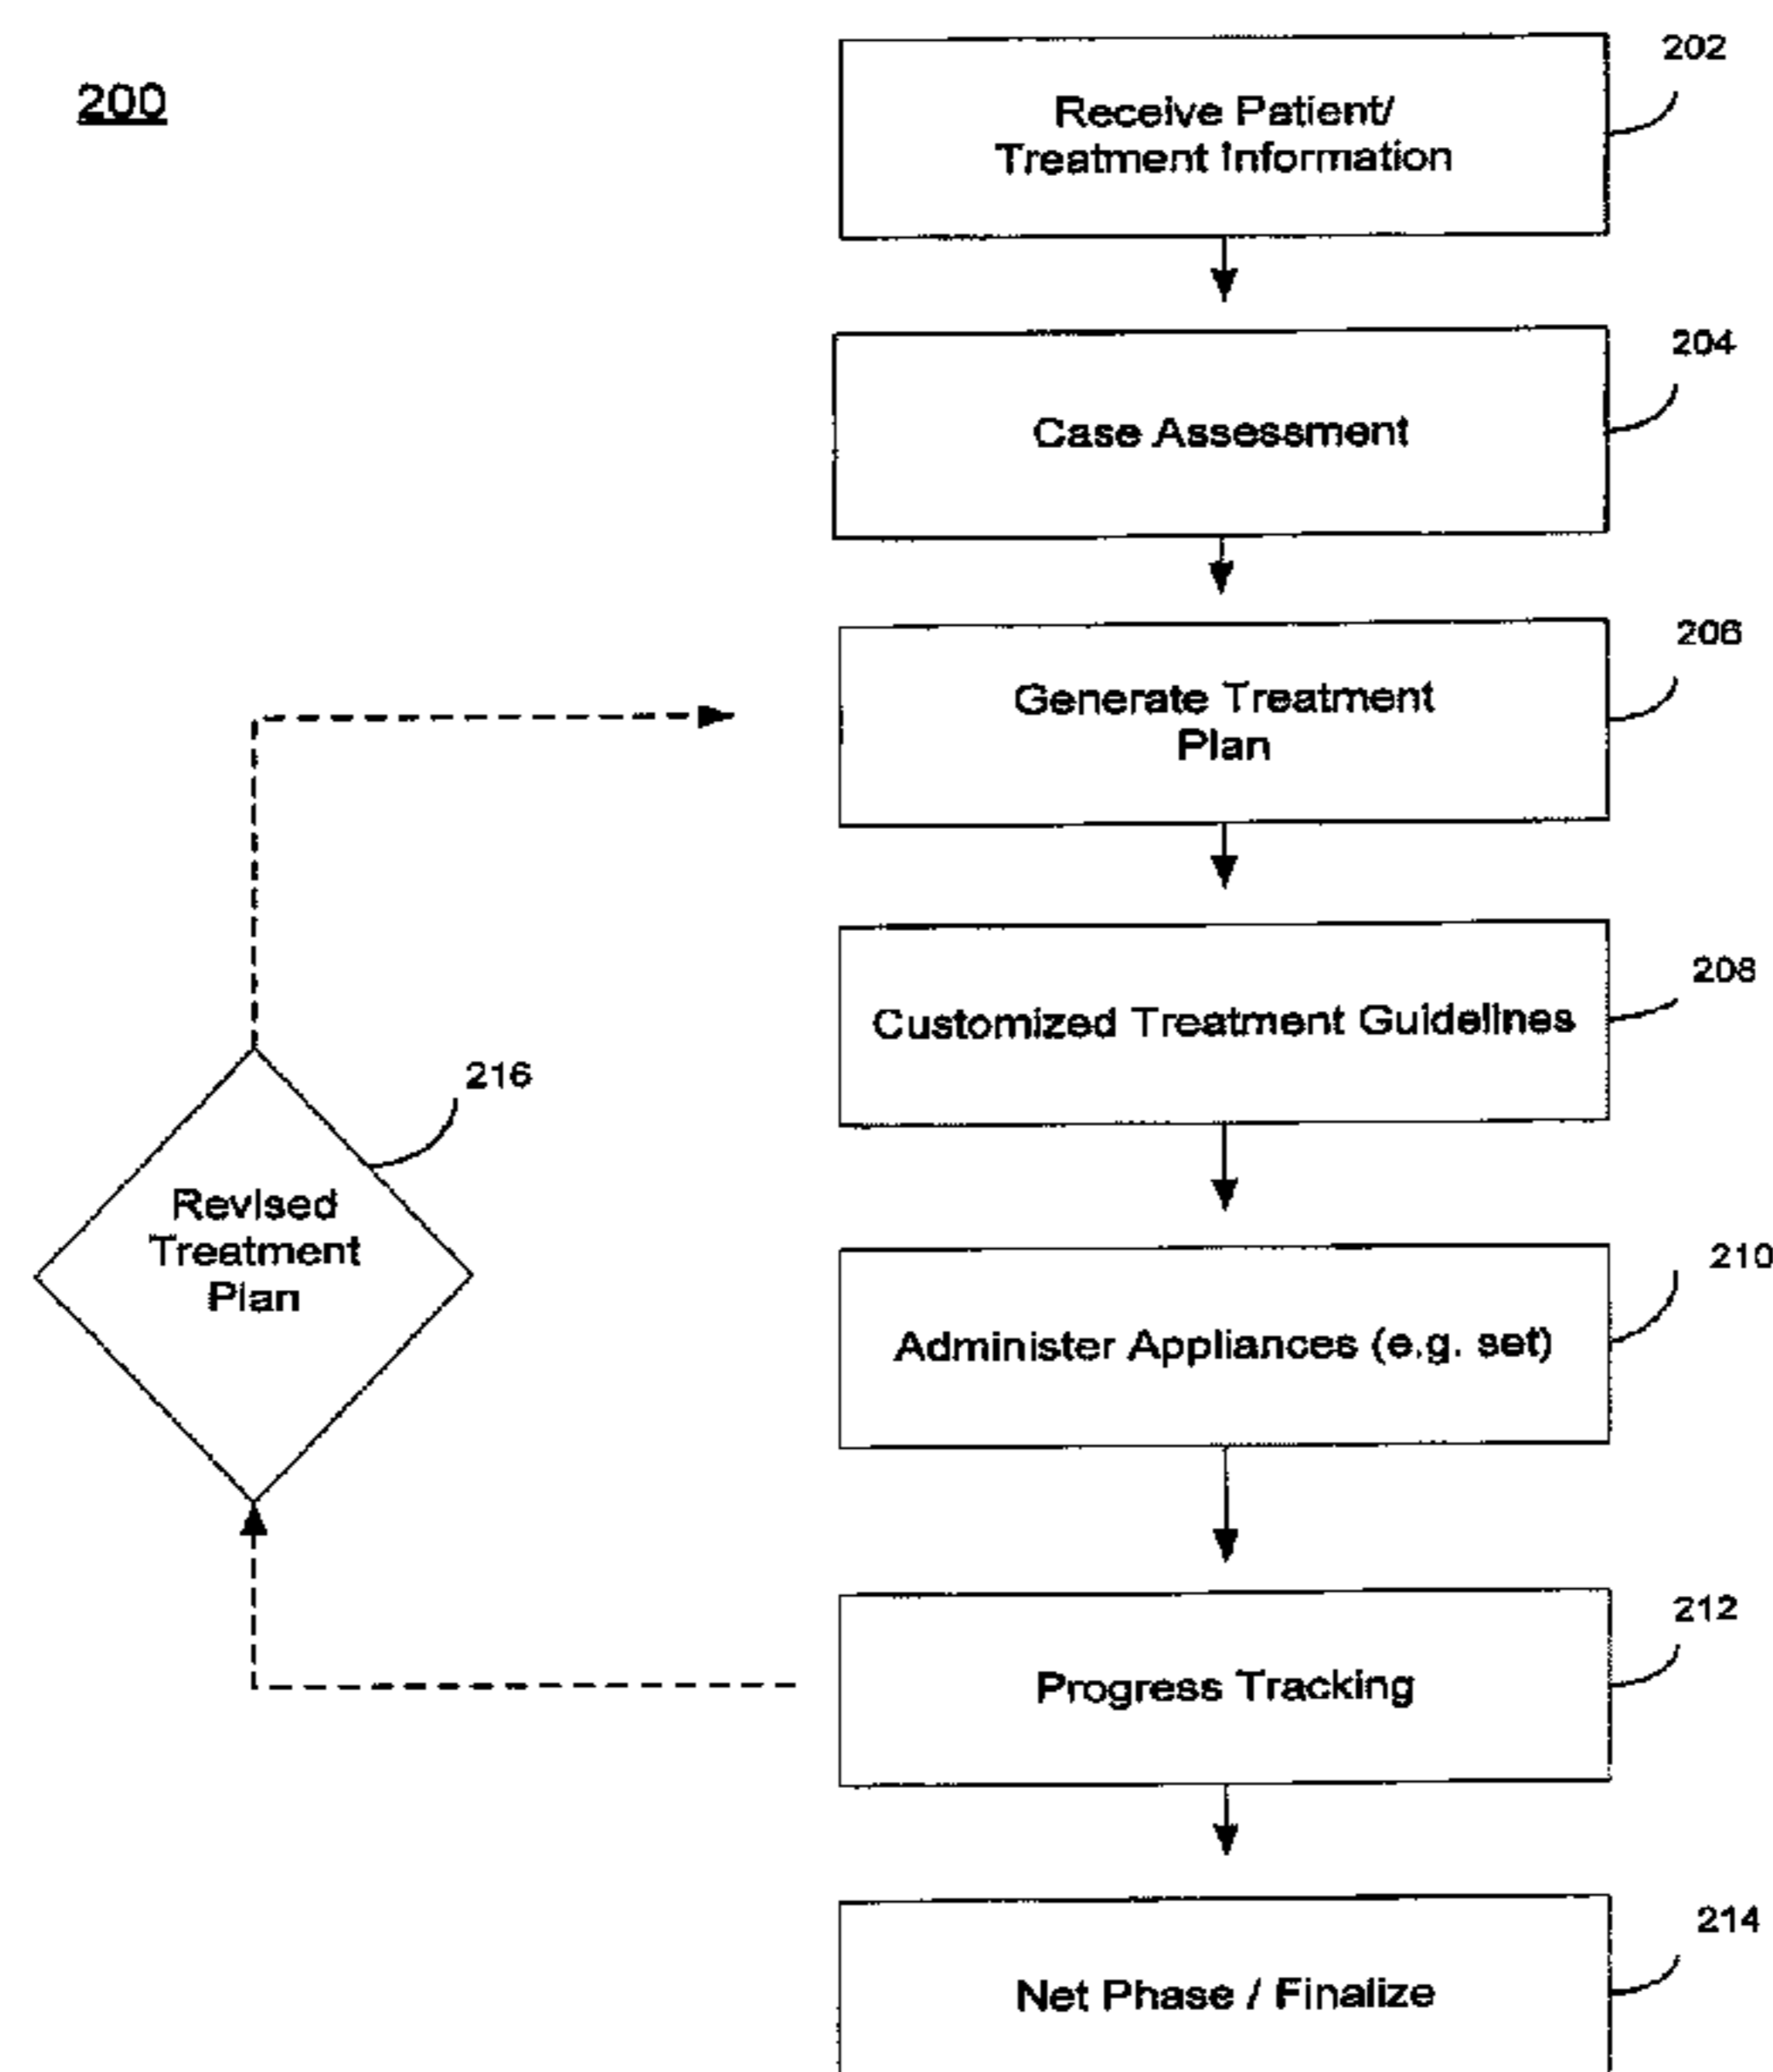 200
202
Receive Patient/
Treatment Information
204
Case Assessment
206
Generate Treatment
Plan
208
Customized Treatment Guidelines
216
Revised
Treatment
Plan
210
Administer Appliances (e.g. set)
212
Progress Tracking
214
Net Phase / Finalize